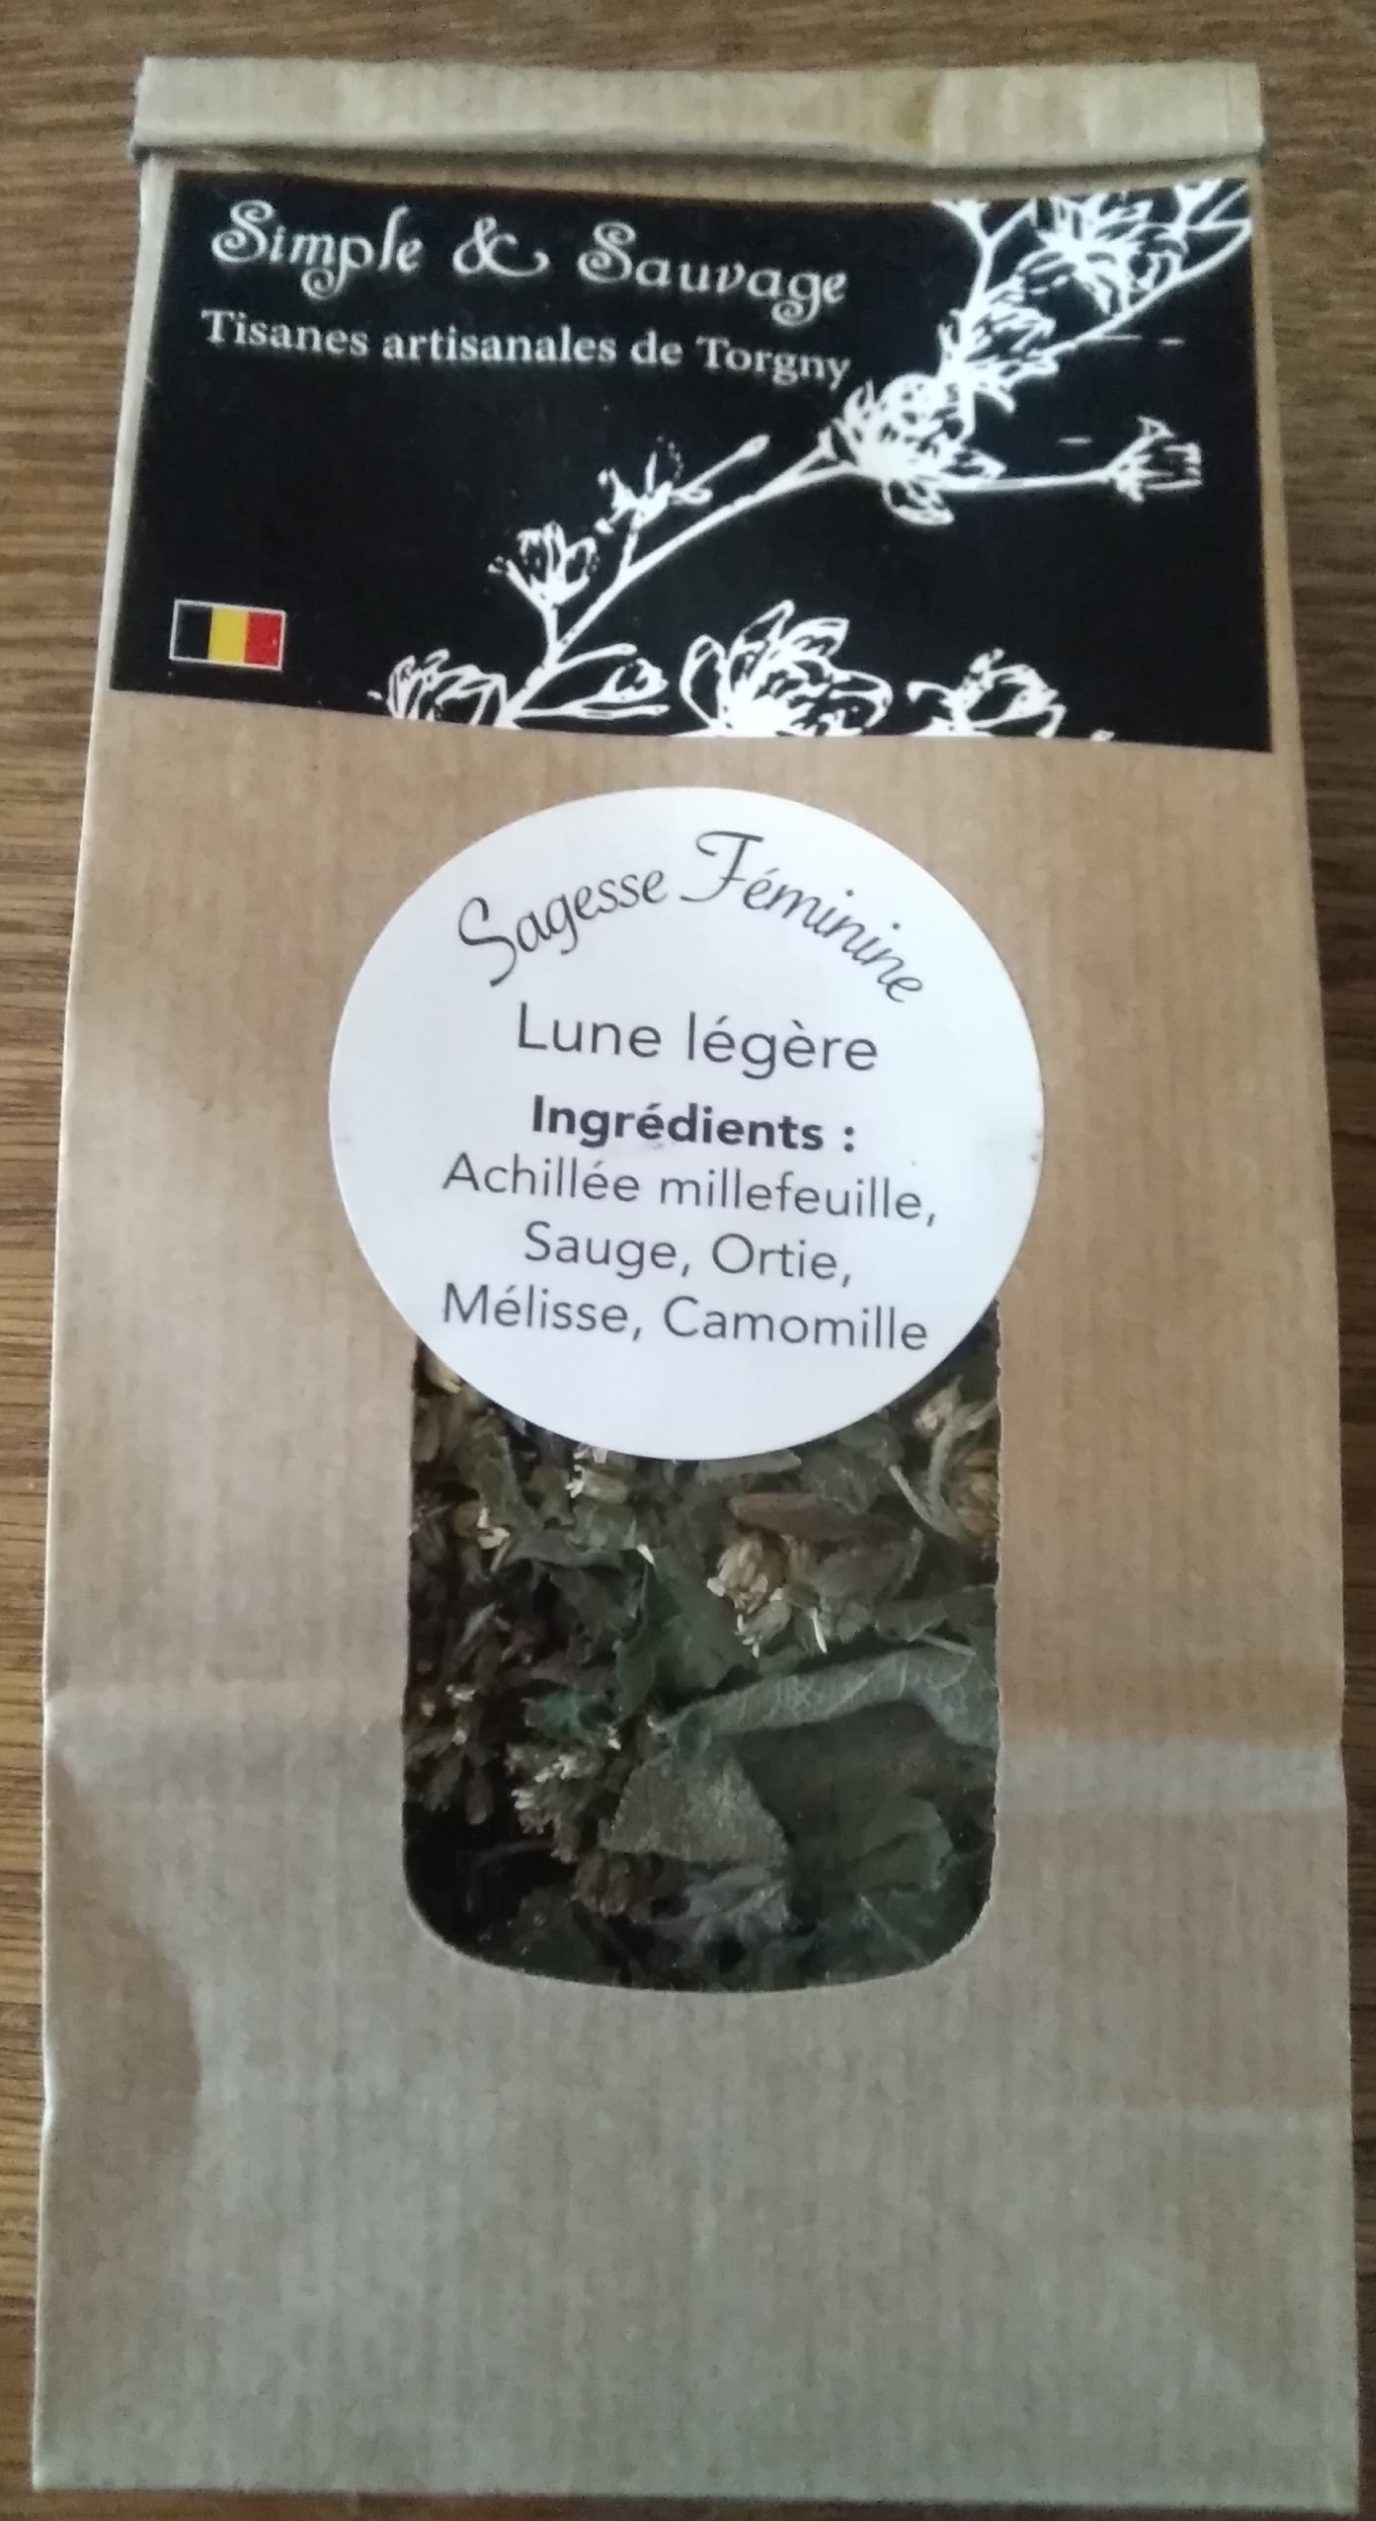 Simple & Sauvage
Tisanes artisanales de Torgny
Sagesse Féminine
Lune légère
Ingrédients :
Achillée millefeuille,
Sauge, Ortie,
Mélisse, Camomille